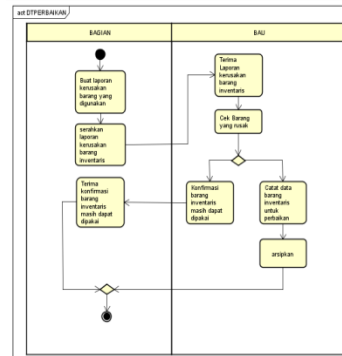 act DTPERBAIKAN
BAGIAN
BAU
Buat laporan
kerusakan
barang yang
digunakan
serahkan
laporan
kerusakan
barang
inventaris
Terima
Laporan
kerusakan
barang
inventaris
Cek Barang
yang rusak
Terima
konfirmasi
barang
inventaris
masih dapat
dipakai
Konfirmasi
barang
inventaris
masih dapat
dipakai
Catat data
barang
inventaris
untuk
perbaikan
arsipkan